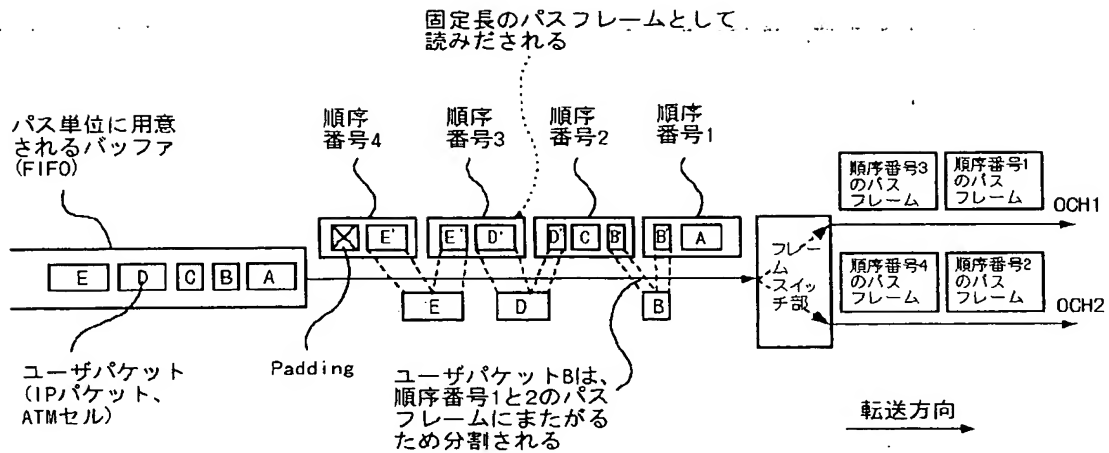 固定長のパスフレームとして
読みだされる
パス単位に用意
されるバッファ
(FIFO)
順序
番号4
順序
番号3
順序
番号2
順序
番号1
順序番号3
のパス
フレーム
順序番号1
のパス
フレーム
OCH1
E'
E'
D'
D'
C
B'
B'
A
フレー
ム
スイッ
チ部
E
D
C
B
A
順序番号4
のパス
フレーム
順序番号2
のパス
フレーム
OCH2
E
D
B
ユーザパケット
(IPパケット、
ATMセル)
Padding
ユーザパケットBは、
順序番号1と2のパス
フレームにまたがる
ため分割される
転送方向